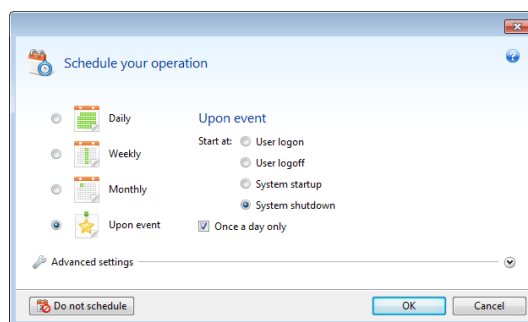 Schedule your operation
Daily
Weekly
Monthly
Upon event
Upon event
Start at: User logon
User logoff
System startup
System shutdown
Once a day only
Advanced settings
Do not schedule
OK
Cancel